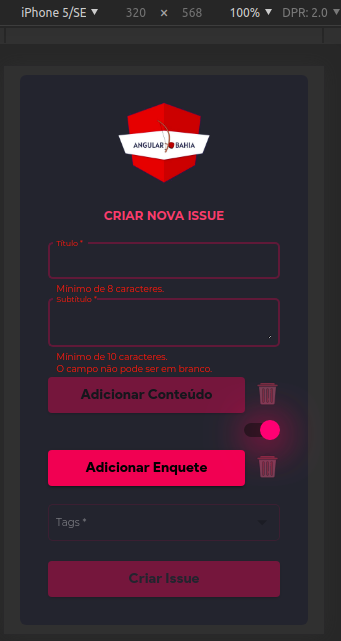 iPhone 5/SE ▼ 320 × 568 100% ▼ DPR: 2.0 ▼
ANGULAR BAHIA
CRIAR NOVA ISSUE
Título *
Mínimo de 8 caracteres.
Subtítulo *
Mínimo de 10 caracteres.
O campo não pode ser em branco.
Adicionar Conteúdo
Adicionar Enquete
Tags *
Criar Issue